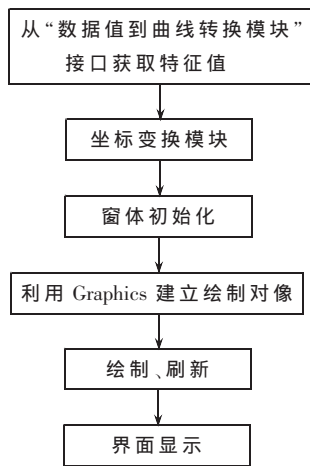 从“数据值到曲线转换模块”
接口获取特征值
坐标变换模块
窗体初始化
利用 Graphics 建立绘制对像
绘制、刷新
界面显示